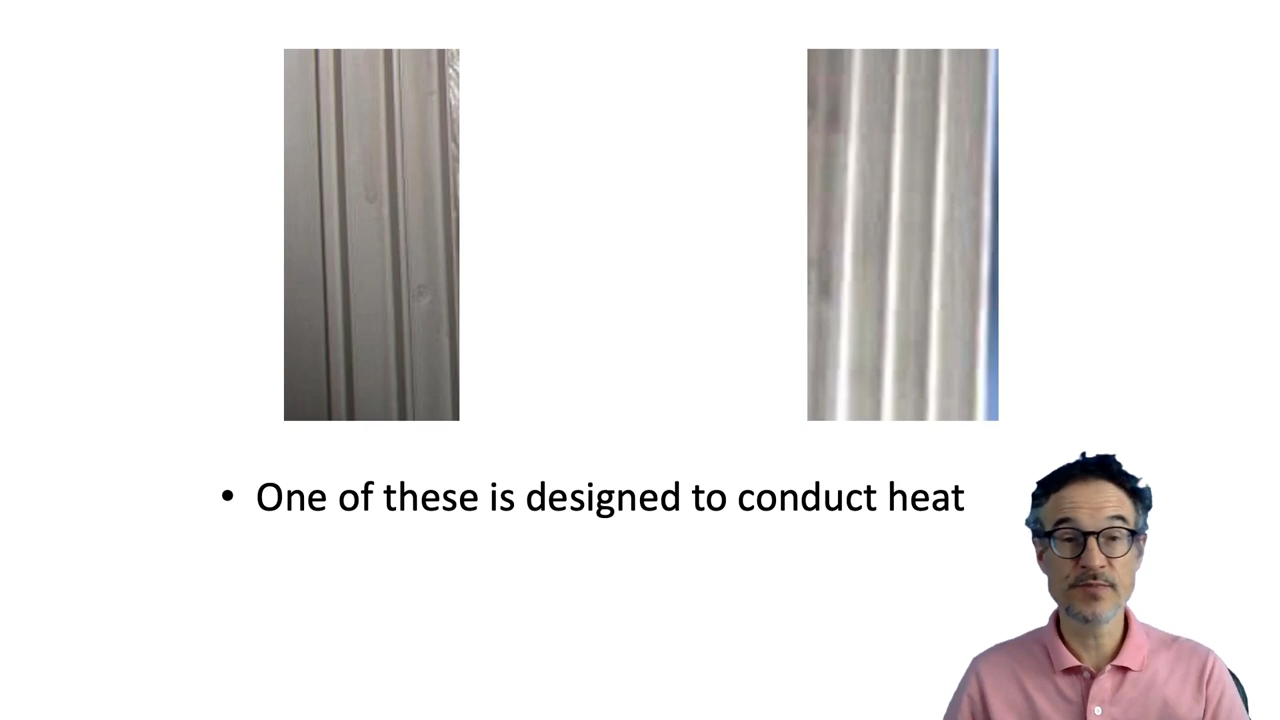 • One of these is designed to conduct heat